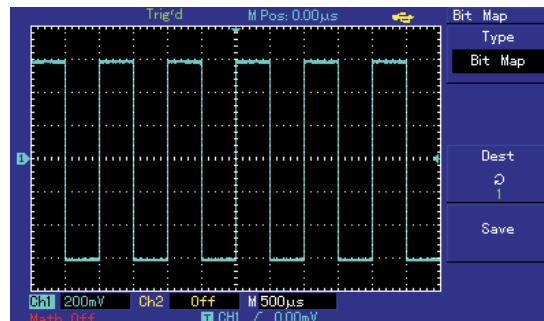 Trig'd M Pos: 0.00μs Bit Map
Type
Bit Map
1
Dest
1
Save
Ch1 200mV Ch2 Off M 500μs
Math Off T CH1 / 0.00mV